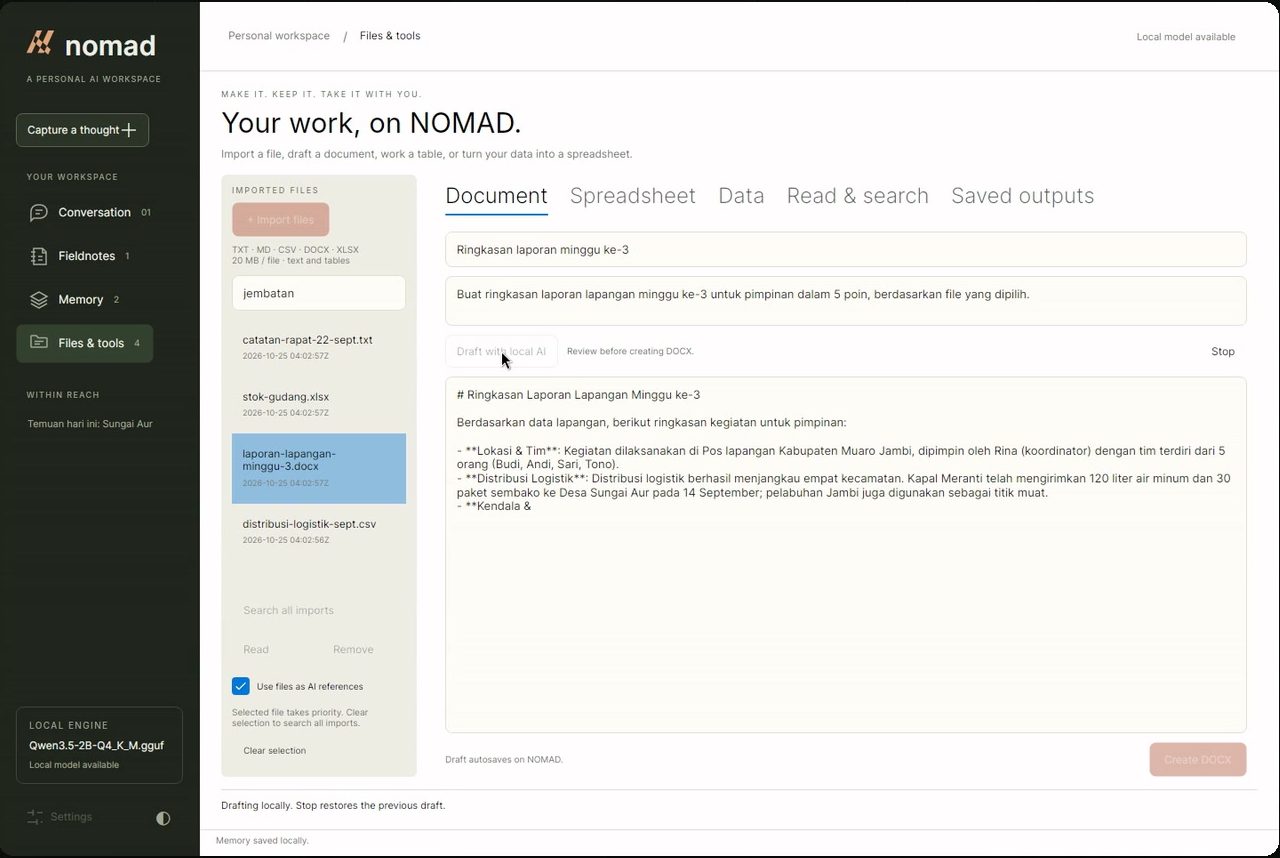 nomad
A PERSONAL AI WORKSPACE
Capture a thought
YOUR WORKSPACE
Conversation 01
Fieldnotes 1
Memory 2
Files & tools 4
WITHIN REACH
Temuan hari ini: Sungai Aur
LOCAL ENGINE
Qwen3.5-2B-Q4_K_M.gguf
Local model available
Settings
Personal workspace / Files & tools
Local model available
MAKE IT. KEEP IT. TAKE IT WITH YOU.
Your work, on NOMAD.
Import a file, draft a document, work a table, or turn your data into a spreadsheet.
IMPORTED FILES
+ Import files
TXT · MD · CSV · DOCX · XLSX
20 MB / file · text and tables
jembatan
catatan-rapat-22-sept.txt
2026-10-25 04:02:57Z
stok-gudang.xlsx
2026-10-25 04:02:57Z
laporan-lapangan-
minggu-3.docx
2026-10-25 04:02:57Z
distribusi-logistik-sept.csv
2026-10-25 04:02:56Z
Search all imports
Read Remove
Use files as AI references
Selected file takes priority. Clear
selection to search all imports.
Clear selection
Document Spreadsheet Data Read & search Saved outputs
Ringkasan laporan minggu ke-3
Buat ringkasan laporan lapangan minggu ke-3 untuk pimpinan dalam 5 poin, berdasarkan file yang dipilih.
Draft with local AI Review before creating DOCX. Stop
# Ringkasan Laporan Lapangan Minggu ke-3
Berdasarkan data lapangan, berikut ringkasan kegiatan untuk pimpinan:
- **Lokasi & Tim**: Kegiatan dilaksanakan di Pos lapangan Kabupaten Muaro Jambi, dipimpin oleh Rina (koordinator) dengan tim terdiri dari 5
orang (Budi, Andi, Sari, Tono).
- **Distribusi Logistik**: Distribusi logistik berhasil menjangkau empat kecamatan. Kapal Meranti telah mengirimkan 120 liter air minum dan 30
paket sembako ke Desa Sungai Aur pada 14 September; pelabuhan Jambi juga digunakan sebagai titik muat.
- **Kendala &
Draft autosaves on NOMAD.
Create DOCX
Drafting locally. Stop restores the previous draft.
Memory saved locally.